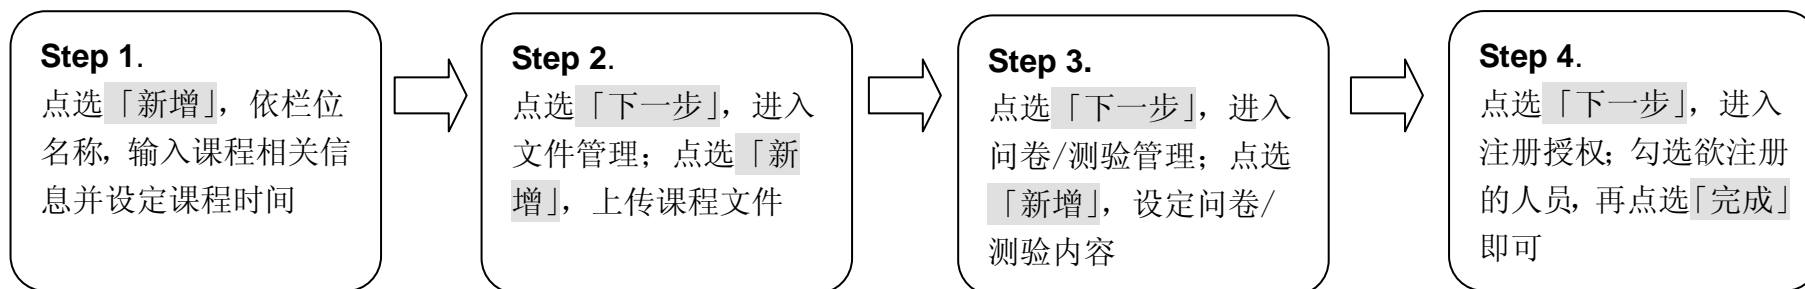 Step 1.
点选「新增」，依栏位
名称，输入课程相关信
息并设定课程时间
Step 2.
点选「下一步」，进入
文件管理；点选「新
增」，上传课程文件
Step 3.
点选「下一步」，进入
问卷/测验管理；点选
「新增」，设定问卷/
测验内容
Step 4.
点选「下一步」，进入
注册授权；勾选欲注册
的人员，再点选「完成」
即可